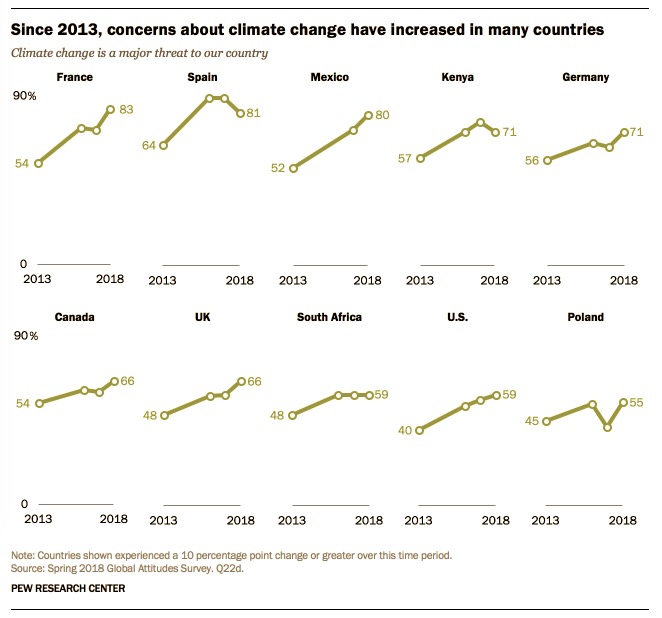 Since 2013, concerns about climate change have increased in many countries
Climate change is a major threat to our country
France Spain Mexico Kenya Germany
90%
83
81
80
71
71
54
64
52
57
56
0
2013 2018 2013 2018 2013 2018 2013 2018 2013 2018
Canada UK South Africa U.S. Poland
90%
66
66
59
59
55
54
48
48
40
45
0
2013 2018 2013 2018 2013 2018 2013 2018 2013 2018
Note: Countries shown experienced a 10 percentage point change or greater over this time period.
Source: Spring 2018 Global Attitudes Survey. Q22d.
PEW RESEARCH CENTER